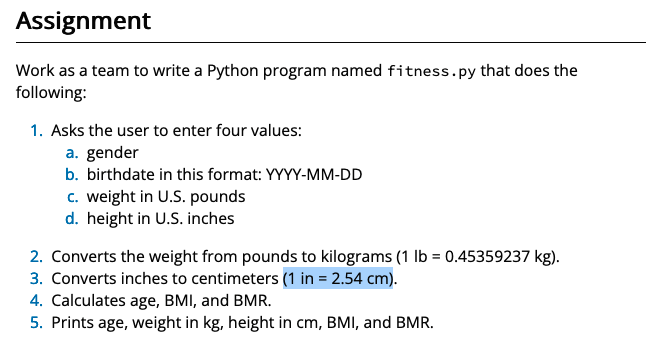 Assignment
Work as a team to write a Python program named fitness.py that does the
following:
1. Asks the user to enter four values:
a. gender
b. birthdate in this format: YYYY-MM-DD
c. weight in U.S. pounds
d. height in U.S. inches
2. Converts the weight from pounds to kilograms (1 lb = 0.45359237 kg).
3. Converts inches to centimeters (1 in = 2.54 cm).
4. Calculates age, BMI, and BMR.
5. Prints age, weight in kg, height in cm, BMI, and BMR.